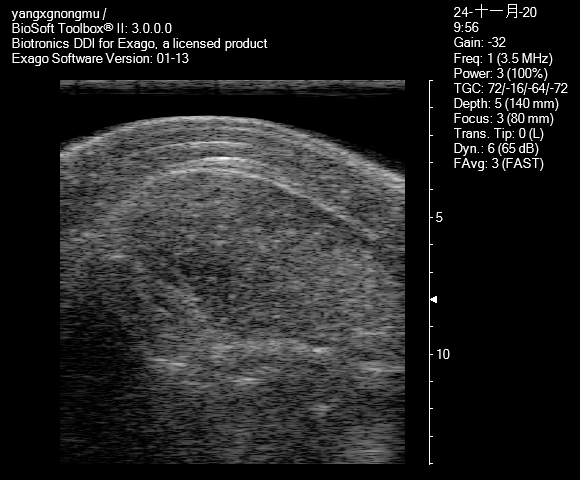 yangxgnongmu /
BioSoft Toolbox® II: 3.0.0.0
Biotronics DDI for Exago, a licensed product
Exago Software Version: 01-13
24-十一月-20
9:56
Gain: -32
Freq: 1 (3.5 MHz)
Power: 3 (100%)
TGC: 72/-16/-64/-72
Depth: 5 (140 mm)
Focus: 3 (80 mm)
Trans. Tip: 0 (L)
Dyn.: 6 (65 dB)
FAvg: 3 (FAST)
5
10